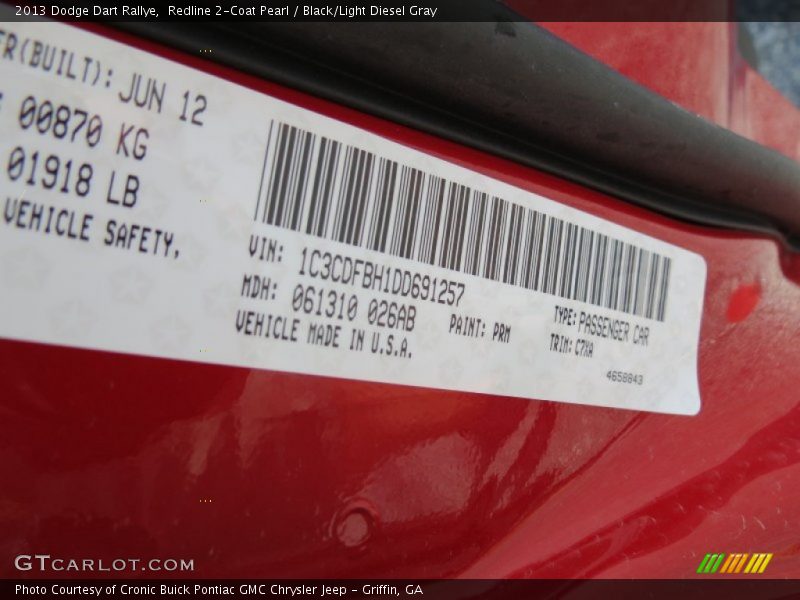 2013 Dodge Dart Rallye,  Redline 2-Coat Pearl / Black/Light Diesel Gray
FR(BUILT): JUN 12
00870 KG
01918 LB
VEHICLE SAFETY,
VIN: 1C3CDFBH1DD691257
MDH: 061310 026AB
PAINT: PRM
TYPE: PASSENGER CAR
VEHICLE MADE IN U.S.A.
TRIM: C7XA
4658843
GTCARLOT.COM
Photo Courtesy of Cronic Buick Pontiac GMC Chrysler Jeep - Griffin, GA